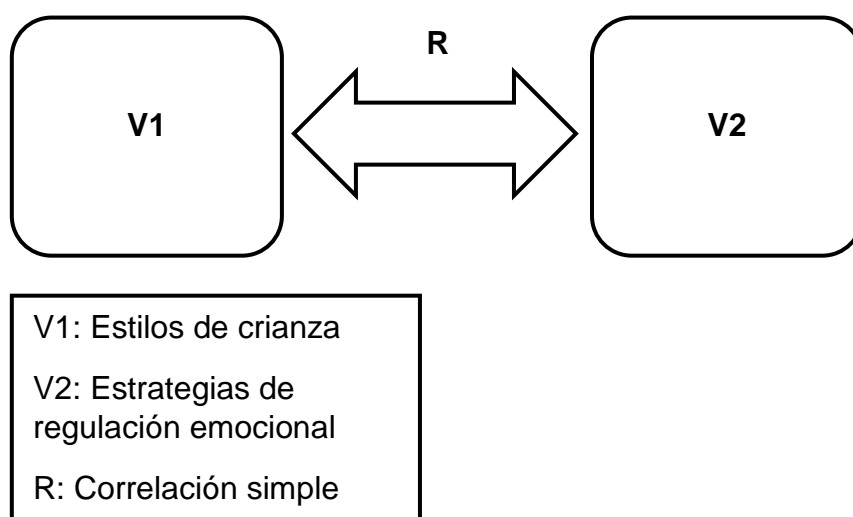 R
V1
V2
V1: Estilos de crianza
V2: Estrategias de
regulación emocional
R: Correlación simple